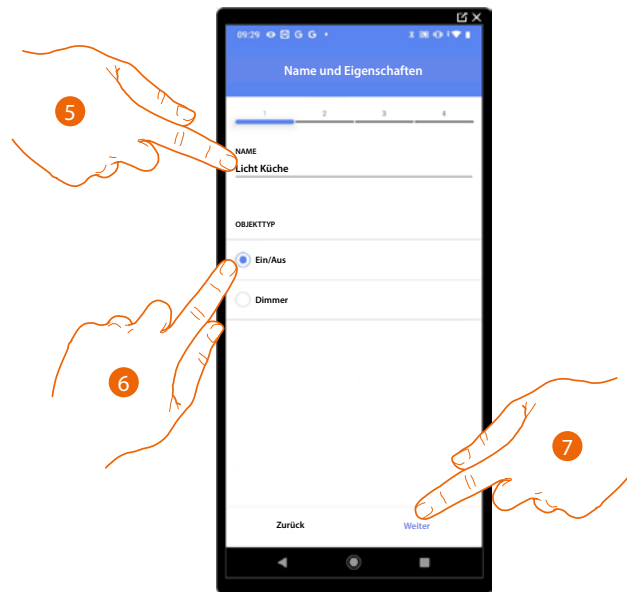 09:29 G G
Name und Eigenschaften
1 2 3 4
NAME
Licht Küche
OBJEKTTYP
Ein/Aus
Dimmer
Zurück Weiter
5
6
7